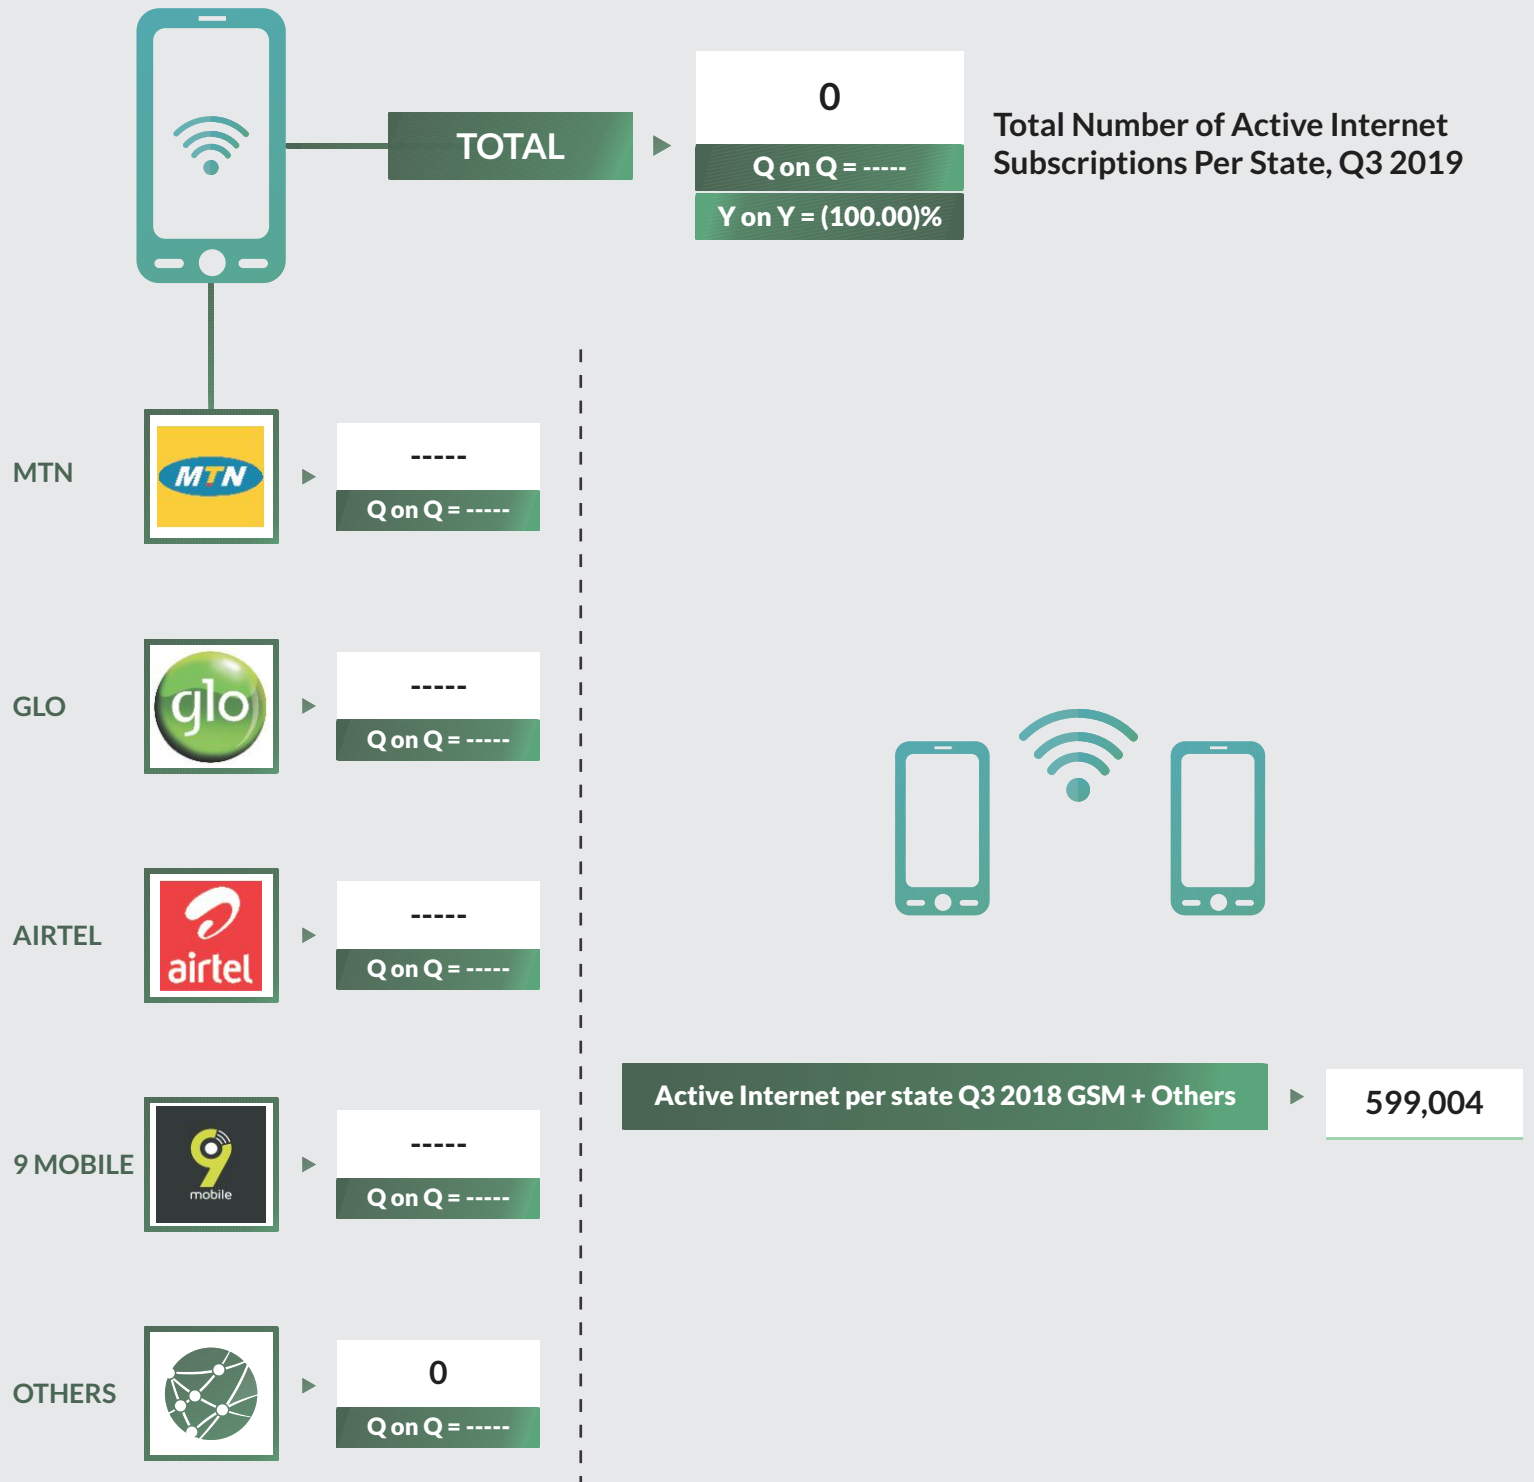 TOTAL
0
Q on Q = -----
Y on Y = (100.00)%
Total Number of Active Internet
Subscriptions Per State, Q3 2019
MTN
MTN
-----
Q on Q = -----
GLO
glo
-----
Q on Q = -----
AIRTEL
airtel
-----
Q on Q = -----
Active Internet per state Q3 2018 GSM + Others
599,004
9 MOBILE
9
mobile
-----
Q on Q = -----
OTHERS
0
Q on Q = -----